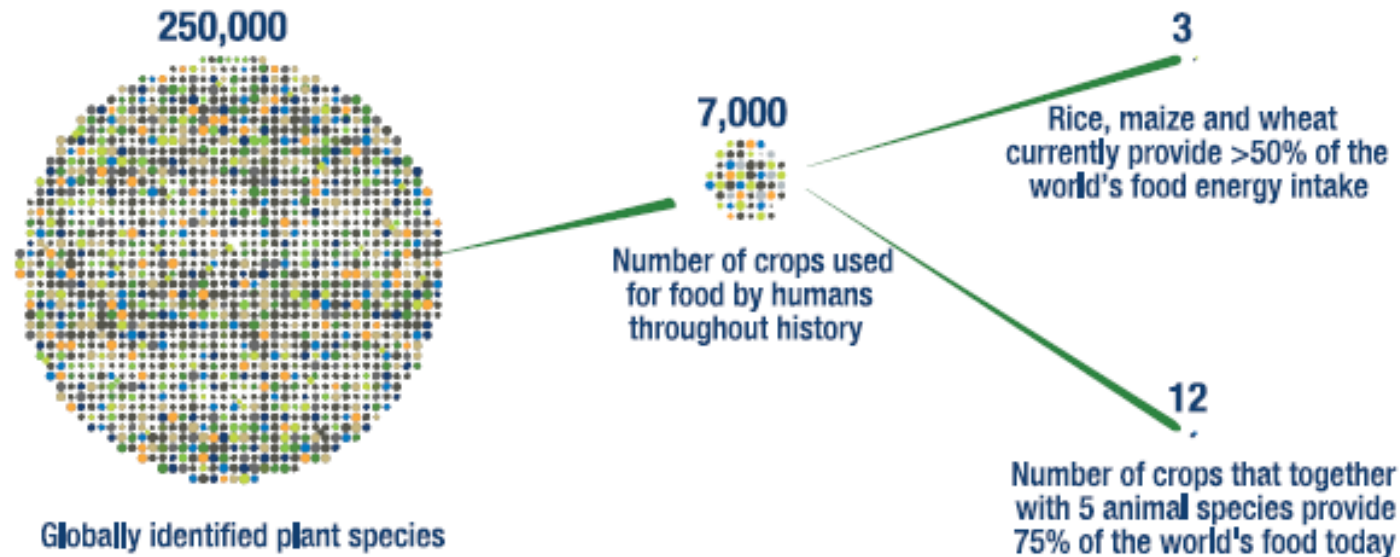 250,000
Globally identified plant species
7,000
Number of crops used
for food by humans
throughout history
3
Rice, maize and wheat
currently provide >50% of the
world's food energy intake
12
Number of crops that together
with 5 animal species provide
75% of the world's food today